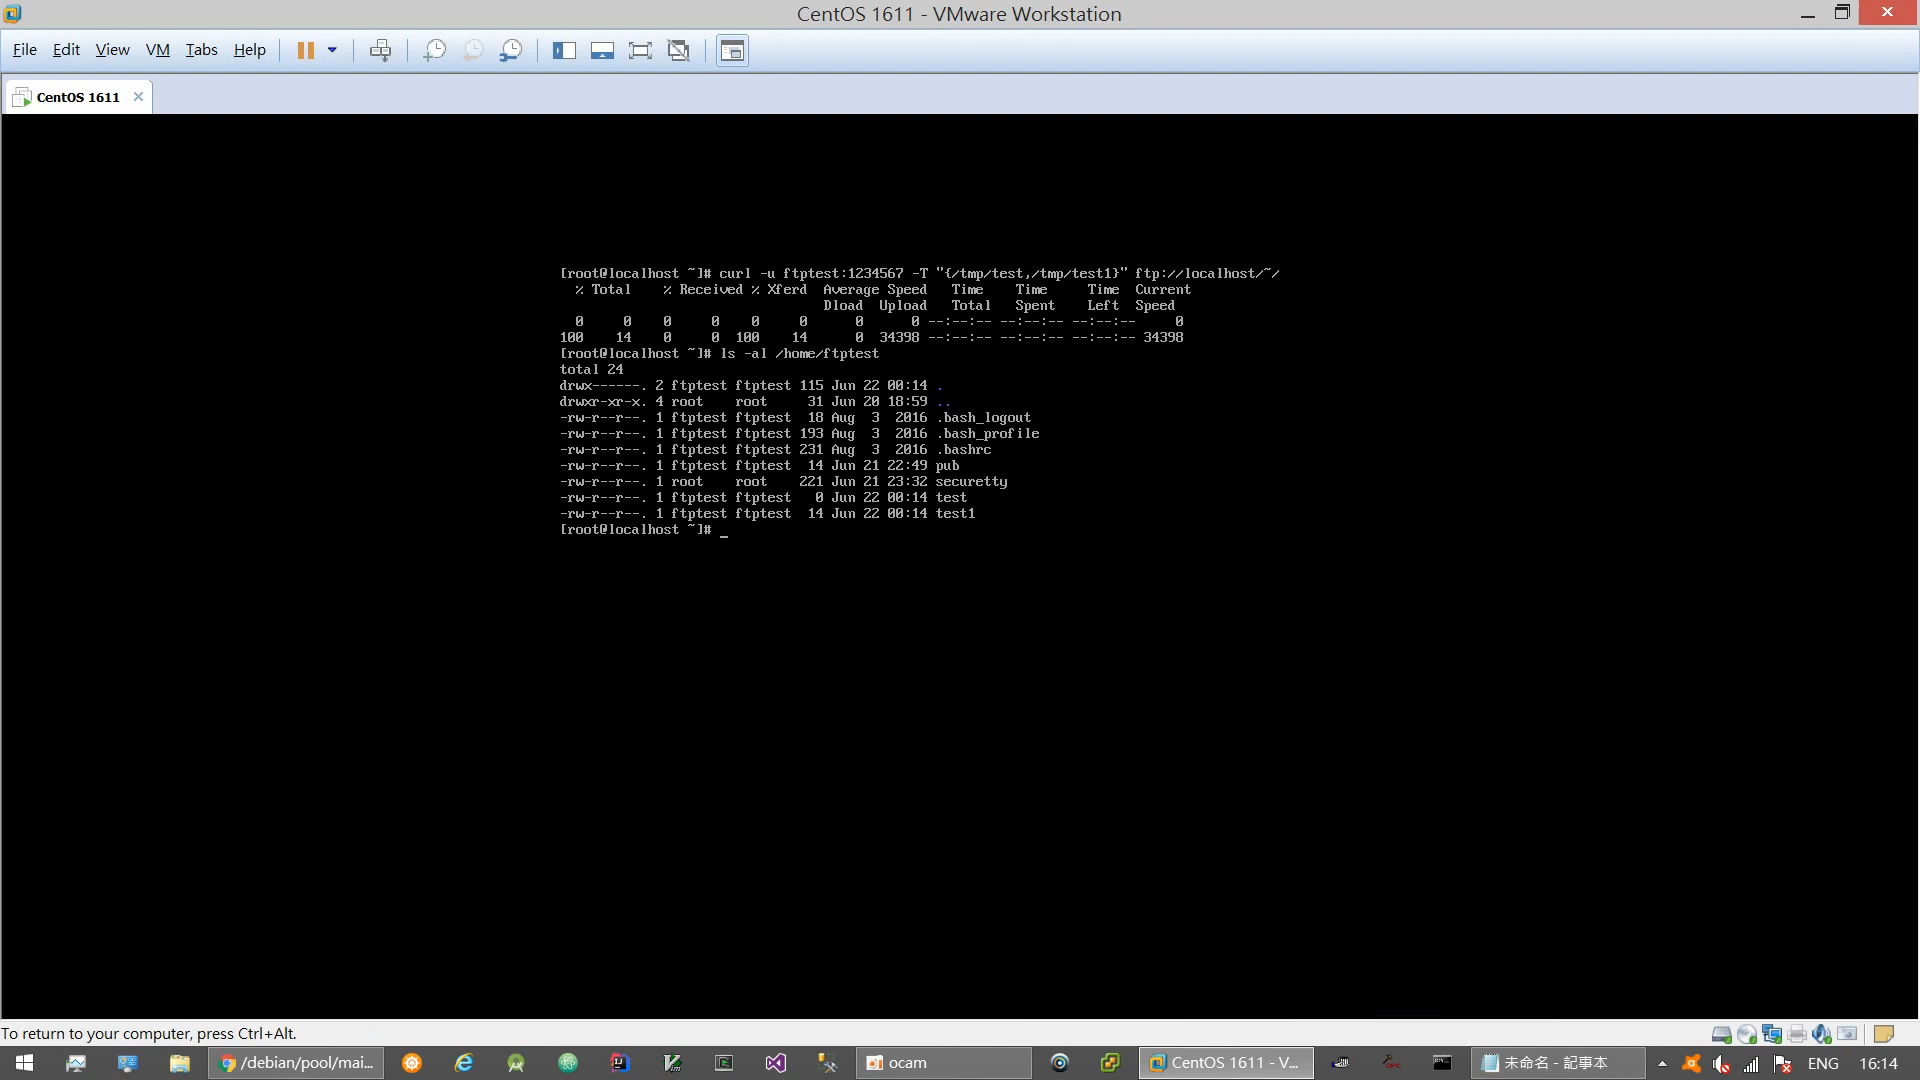 CentOS 1611 - VMware Workstation
File Edit View VM Tabs Help
CentOS 1611
[root@localhost ~]# curl -u ftptest:1234567 -T "{/tmp/test,/tmp/test1}" ftp://localhost/~/
  % Total    % Received % Xferd  Average Speed   Time    Time     Time  Current
                                 Dload  Upload   Total   Spent    Left  Speed
  0     0    0     0    0     0      0      0 --:--:-- --:--:-- --:--:--     0
100    14    0     0  100    14      0  34398 --:--:-- --:--:-- --:--:-- 34398
[root@localhost ~]# ls -al /home/ftptest
total 24
drwx------. 2 ftptest ftptest 115 Jun 22 00:14 .
drwxr-xr-x. 4 root    root     31 Jun 20 18:59 ..
-rw-r--r--. 1 ftptest ftptest  18 Aug  3  2016 .bash_logout
-rw-r--r--. 1 ftptest ftptest 193 Aug  3  2016 .bash_profile
-rw-r--r--. 1 ftptest ftptest 231 Aug  3  2016 .bashrc
-rw-r--r--. 1 ftptest ftptest  14 Jun 21 22:49 pub
-rw-r--r--. 1 root    root    221 Jun 21 23:32 securetty
-rw-r--r--. 1 ftptest ftptest   0 Jun 22 00:14 test
-rw-r--r--. 1 ftptest ftptest  14 Jun 22 00:14 test1
[root@localhost ~]# _
To return to your computer, press Ctrl+Alt.
/debian/pool/mai... ocam CentOS 1611 - V... 未命名 - 記事本 ENG 16:14